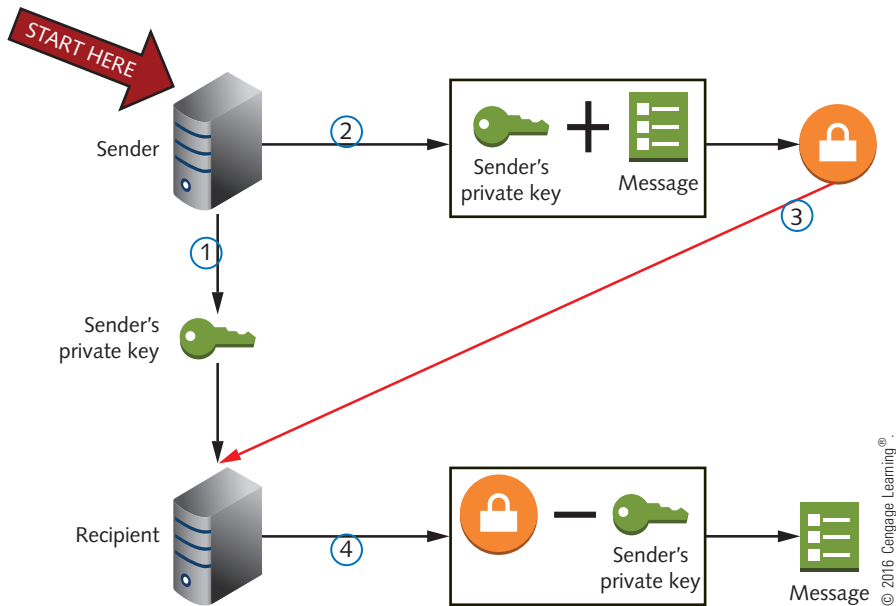 START HERE
Sender
2
Sender's
private key
Message
3
1
Sender's
private key
Recipient
4
Sender's
private key
Message
© 2016 Cengage Learning®.